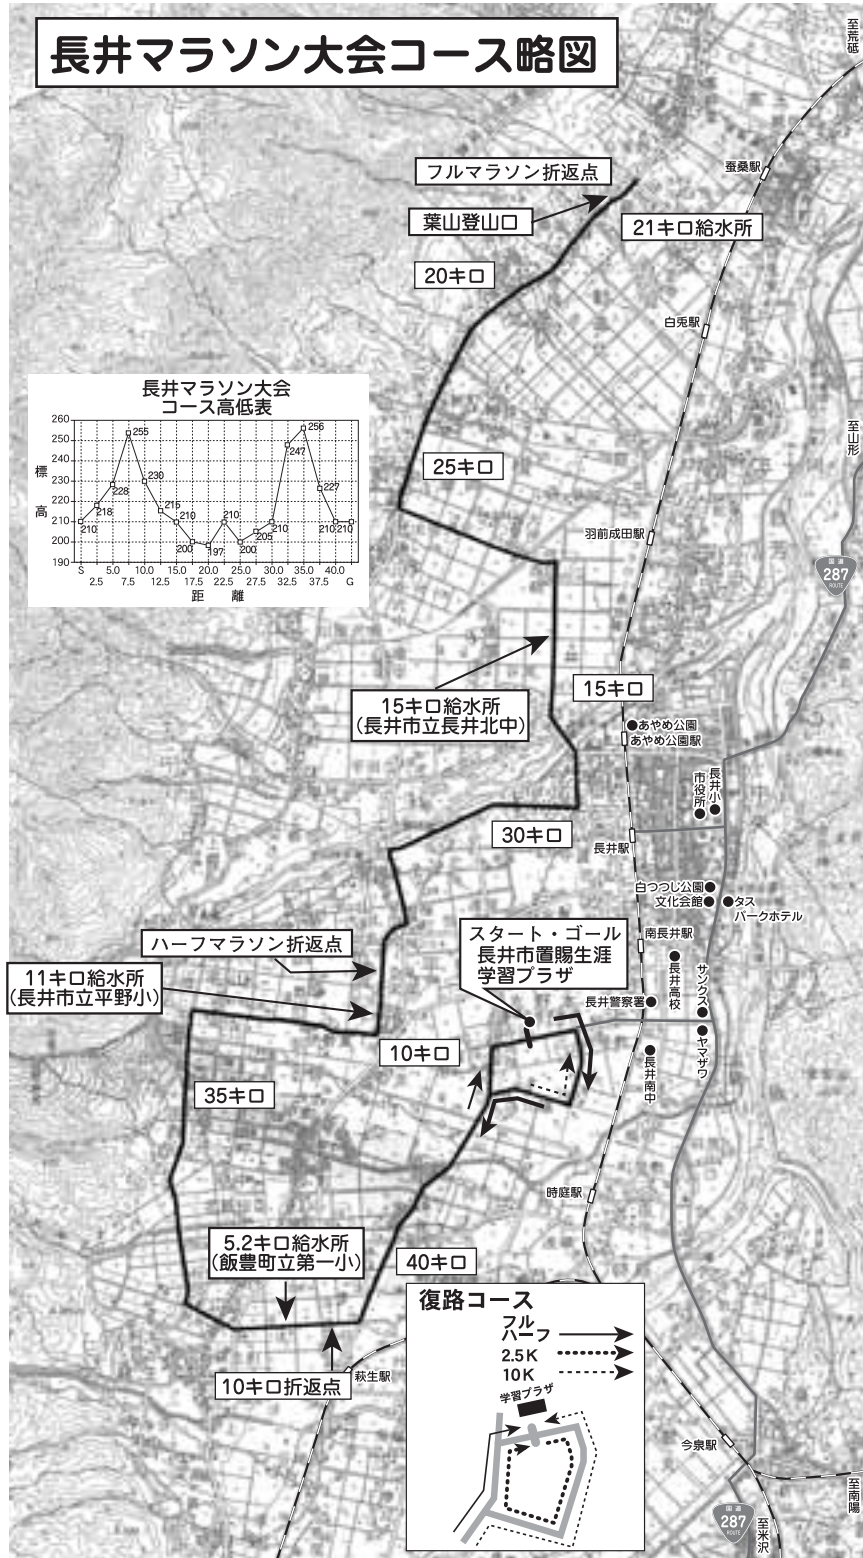 長井マラソン大会コース略図
至荒砥
フルマラソン折返点
蚕桑駅
葉山登山口
21キロ給水所
20キロ
白兎駅
長井マラソン大会
コース高低表
260
250
240
230
220
210
200
190
標高
210
218
228
255
230
215
210
200
197
210
200
205
210
247
256
227
210
210
S
5.0
10.0
15.0
20.0
25.0
30.0
35.0
40.0
2.5
7.5
12.5
17.5
22.5
27.5
32.5
37.5
G
距離
至山形
25キロ
羽前成田駅
国道
287
ROUTE
15キロ
15キロ給水所
(長井市立長井北中)
あやめ公園
あやめ公園駅
長井小
市役所
30キロ
長井駅
白つつじ公園
文化会館
タス
パークホテル
スタート・ゴール
長井市置賜生涯
学習プラザ
南長井駅
ハーフマラソン折返点
長井高校
サンクス
11キロ給水所
(長井市立平野小)
長井警察署
10キロ
ヤマザワ
長井南中
35キロ
時庭駅
5.2キロ給水所
(飯豊町立第一小)
40キロ
10キロ折返点
萩生駅
復路コース
フル
ハーフ
2.5K
10K
学習プラザ
今泉駅
至南陽
国道
287
ROUTE
至米沢